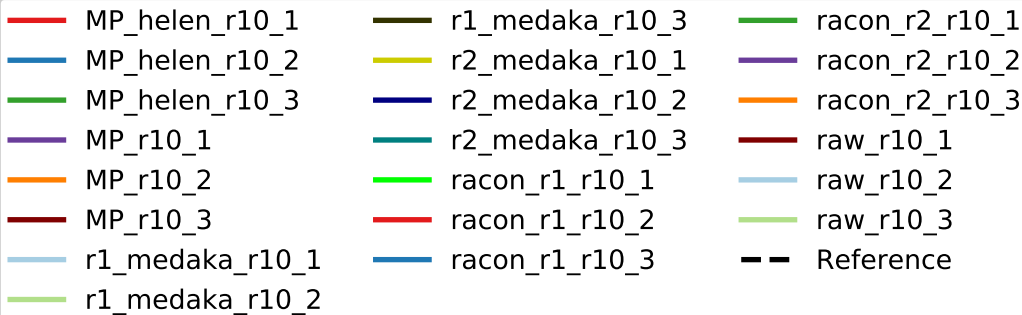 MP_helen_r10_1
MP_helen_r10_2
MP_helen_r10_3
MP_r10_1
MP_r10_2
MP_r10_3
r1_medaka_r10_1
r1_medaka_r10_2
r1_medaka_r10_3
r2_medaka_r10_1
r2_medaka_r10_2
r2_medaka_r10_3
racon_r1_r10_1
racon_r1_r10_2
racon_r1_r10_3
racon_r2_r10_1
racon_r2_r10_2
racon_r2_r10_3
raw_r10_1
raw_r10_2
raw_r10_3
Reference